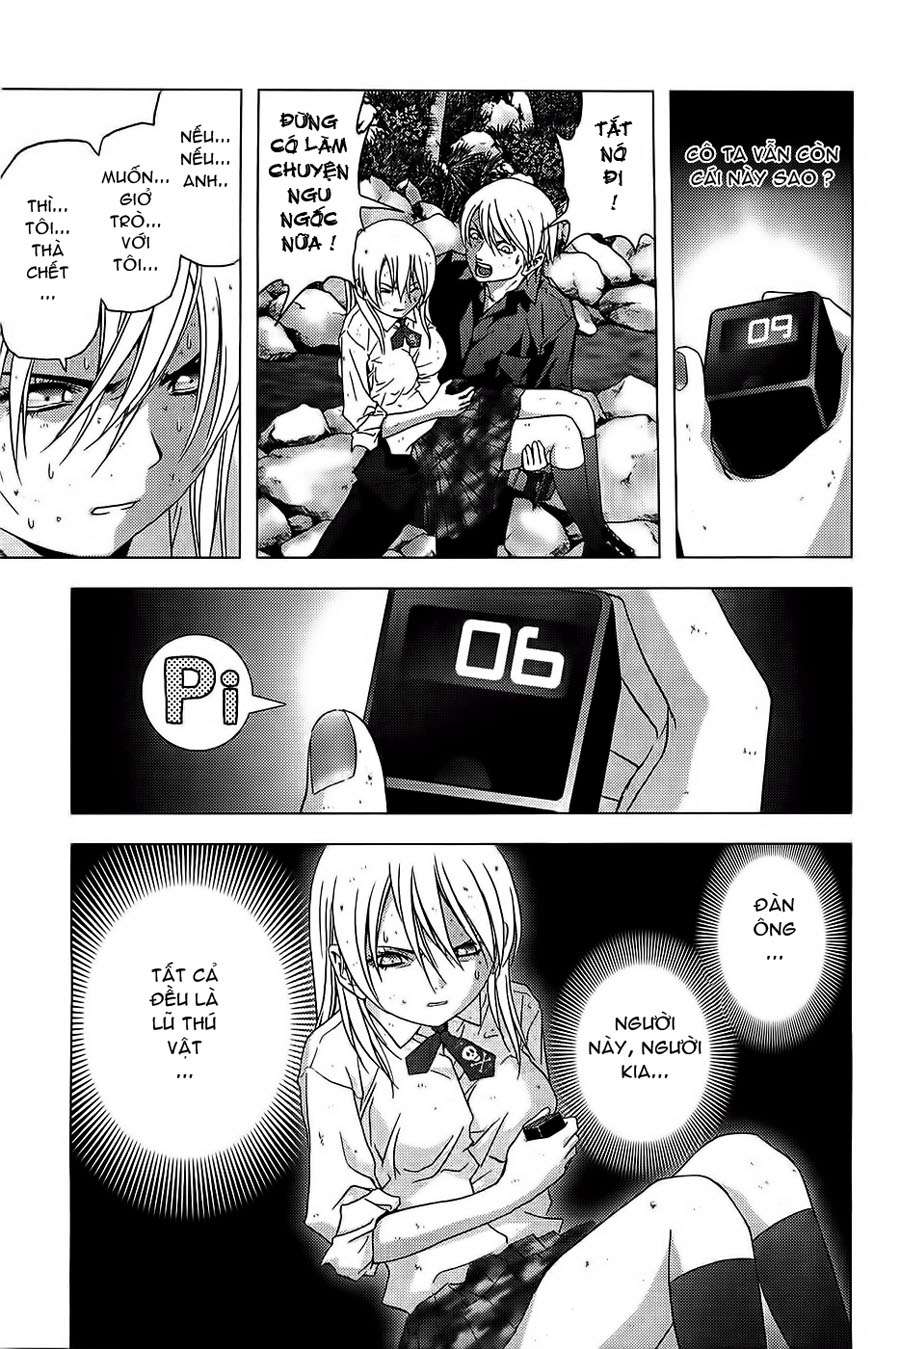 CÔ TA VẪN CÒN
CÁI NÀY SAO ?
09
TẮT
NÓ
ĐI
!
ĐỪNG
CÓ LÀM
CHUYỆN
NGU
NGỐC
NỮA !
NẾU...
NẾU...
ANH..
MUỐN...
GIỞ
TRÒ...
VỚI
TÔI...
THÌ...
TÔI...
THÀ
CHẾT
...
Pi
06
ĐÀN
ÔNG
...
NGƯỜI
NÀY, NGƯỜI
KIA...
TẤT CẢ
ĐỀU LÀ
LŨ THÚ
VẬT
...